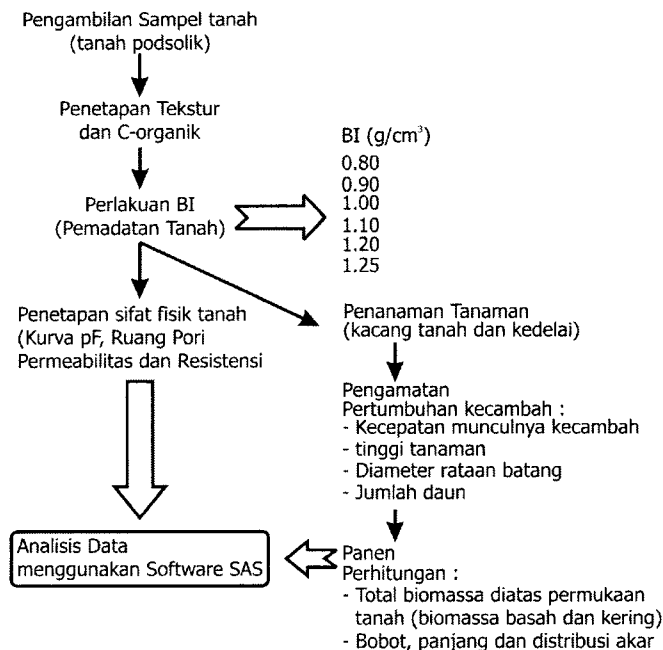 Pengambilan Sampel tanah
(tanah podsolik)
Penetapan Tekstur
dan C-organik
Perlakuan BI
(Pemadatan Tanah)
BI (g/cm³)
0.80
0.90
1.00
1.10
1.20
1.25
Penetapan sifat fisik tanah
(Kurva pF, Ruang Pori
Permeabilitas dan Resistensi
Penanaman Tanaman
(kacang tanah dan kedelai)
Pengamatan
Pertumbuhan kecambah :
- Kecepatan munculnya kecambah
- tinggi tanaman
- Diameter rataan batang
- Jumlah daun
Panen
Perhitungan :
- Total biomassa diatas permukaan
tanah (biomassa basah dan kering)
- Bobot, panjang dan distribusi akar
Analisis Data
menggunakan Software SAS